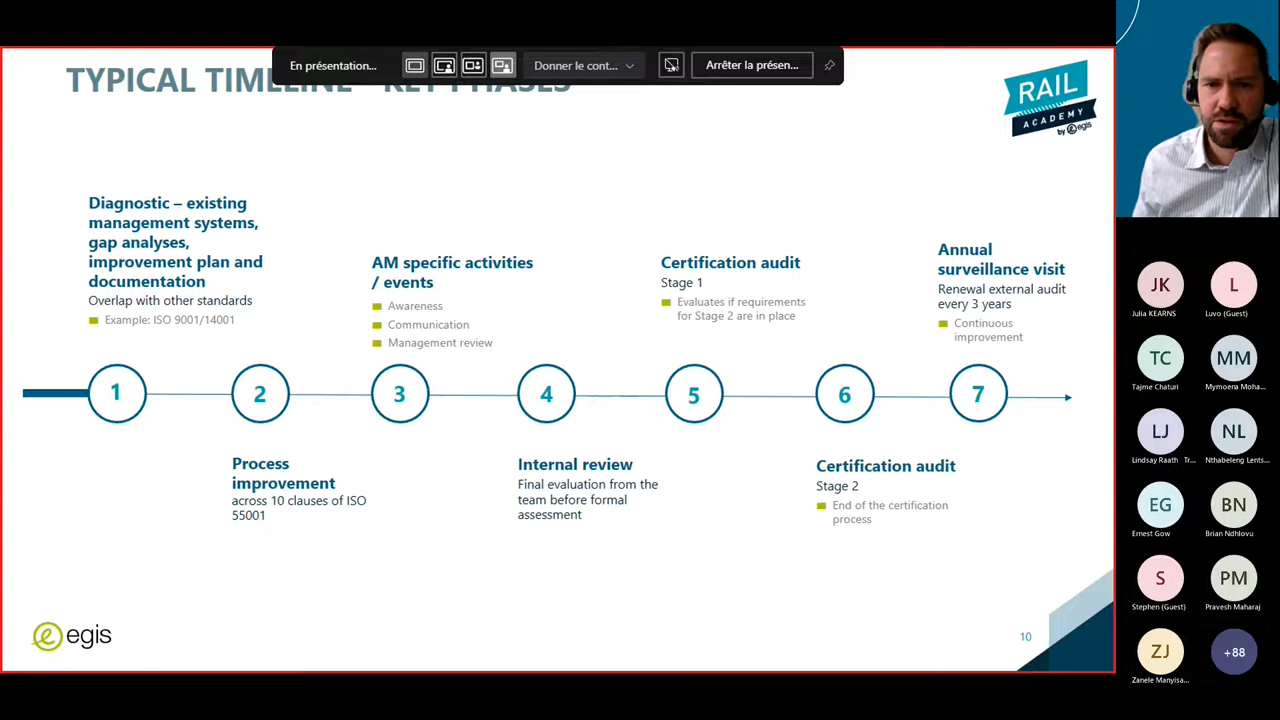 En présentation...
Donner le cont...
Arrêter la présen...
TYPICAL TIMELINE - KEY PHASES
RAIL
ACADEMY
by egis
Diagnostic – existing
management systems,
gap analyses,
improvement plan and
documentation
Overlap with other standards
Example: ISO 9001/14001
AM specific activities
/ events
Awareness
Communication
Management review
Certification audit
Stage 1
Evaluates if requirements
for Stage 2 are in place
Annual
surveillance visit
Renewal external audit
every 3 years
Continuous
improvement
1
2
3
4
5
6
7
Process
improvement
across 10 clauses of ISO
55001
Internal review
Final evaluation from the
team before formal
assessment
Certification audit
Stage 2
End of the certification
process
egis
10
JK
Julia KEARNS
L
Luvo (Guest)
TC
Tajme Chaturi
MM
Mymoena Moha...
LJ
Lindsay Raath Tr...
NL
Nthabeleng Lents...
EG
Ernest Gow
BN
Brian Ndhlovu
S
Stephen (Guest)
PM
Pravesh Maharaj
ZJ
Zanele Manyisa...
+88